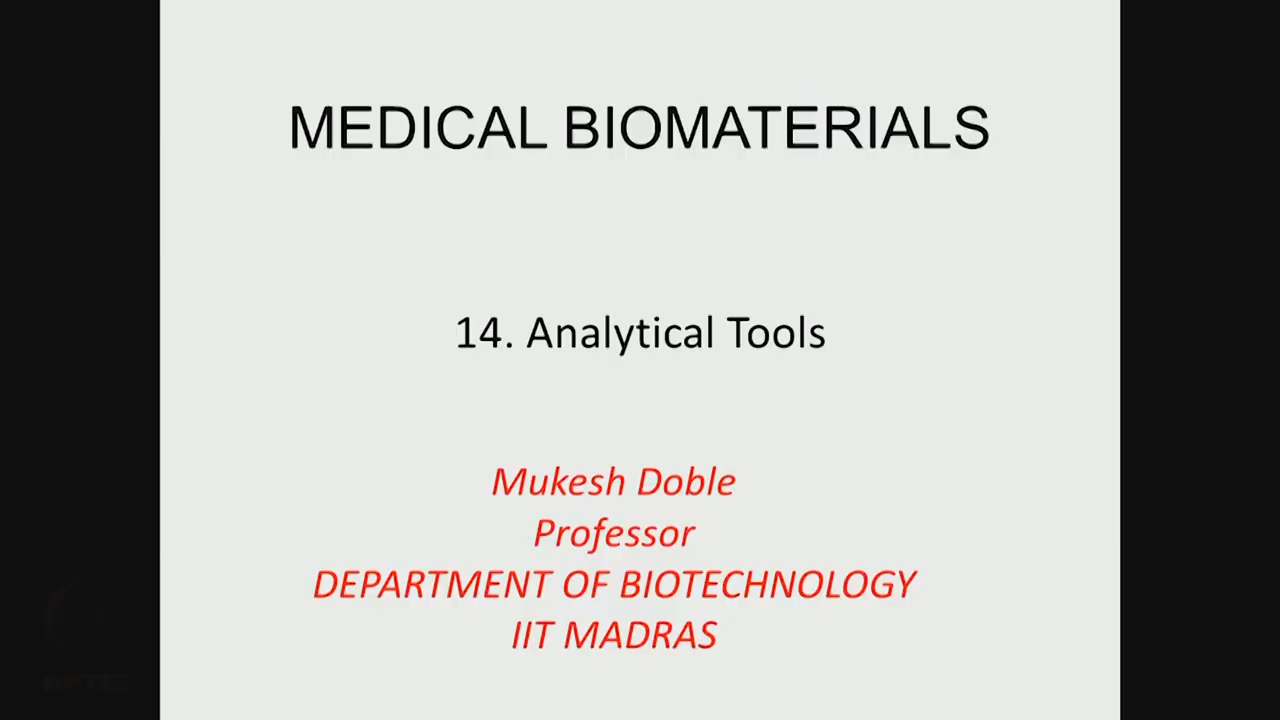 MEDICAL BIOMATERIALS
14. Analytical Tools
Mukesh Doble
Professor
DEPARTMENT OF BIOTECHNOLOGY
IIT MADRAS